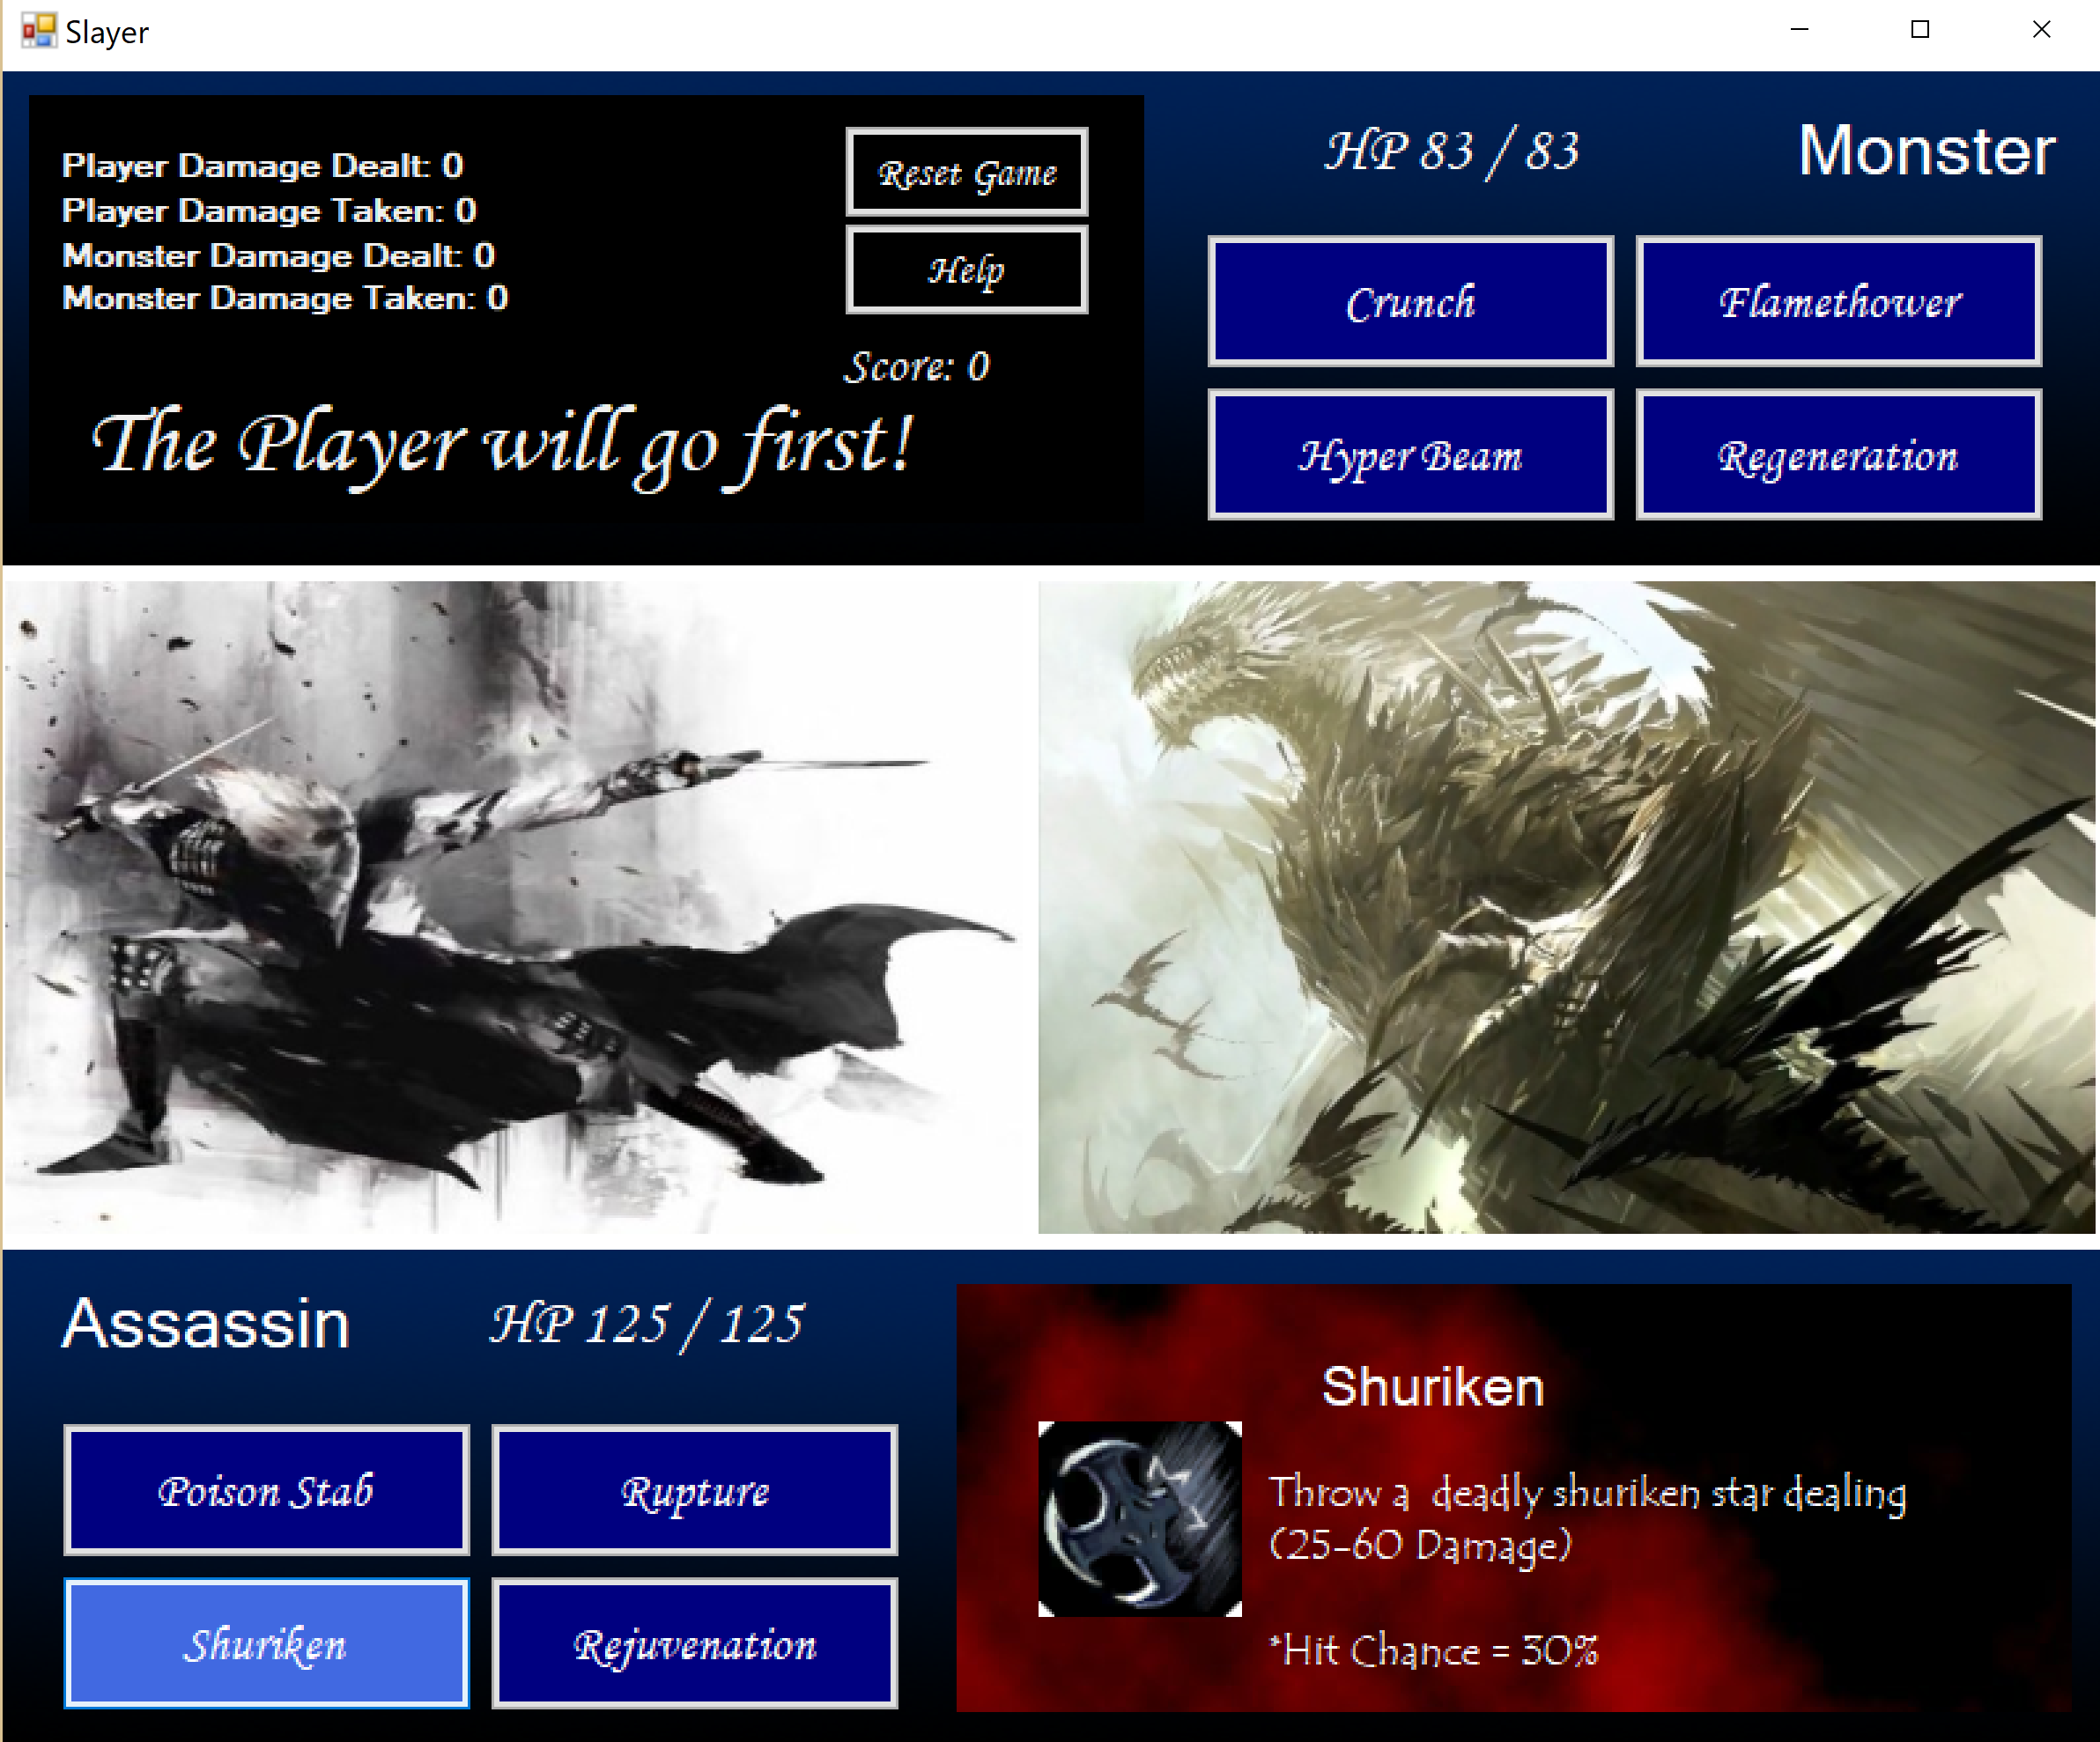 Slayer
Player Damage Dealt: 0
Player Damage Taken: 0
Monster Damage Dealt: 0
Monster Damage Taken: 0
Reset Game
Help
Score: 0
The Player will go first!
HP 83 / 83
Monster
Crunch
Flamethower
Hyper Beam
Regeneration
Assassin
HP 125 / 125
Poison Stab
Rupture
Shuriken
Rejuvenation
Shuriken
Throw a  deadly shuriken star dealing
(25-60 Damage)
*Hit Chance = 30%